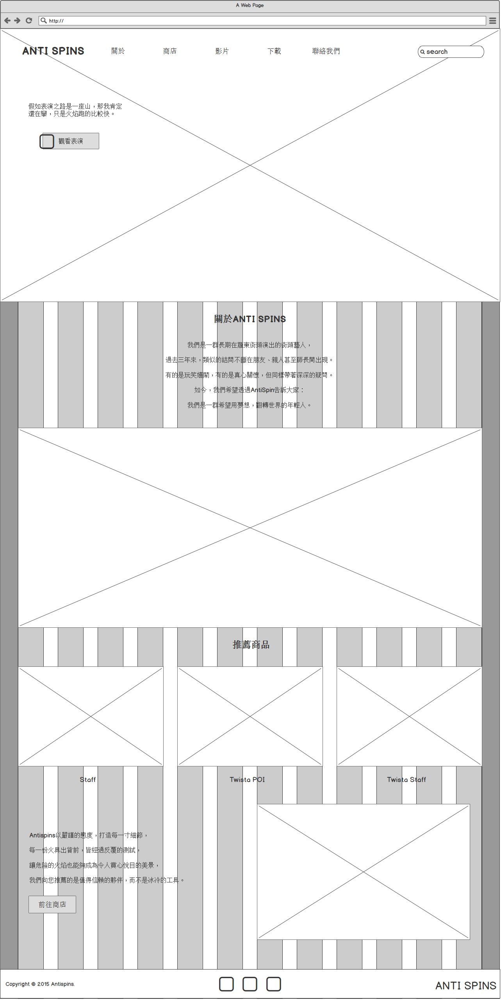 A Web Page
http://
ANTI SPINS
關於
商店
影片
下載
聯絡我們
search
假如表演之路是一座山，那我肯定
還在攀，只是火焰跑的比較快。
觀看表演
關於ANTI SPINS
我們是一群長期在羅東街頭演出的街頭藝人，
過去三年來，類似的詰問不斷在朋友、親人甚至師長間出現。
有的是玩笑嬉鬧，有的是真心關懷，但同樣帶著深深的疑問。
如今，我們希望透過AntiSpin告訴大家：
我們是一群希望用夢想，翻轉世界的年輕人。
推薦商品
Staff
Twista POI
Twista Staff
Antispins以嚴謹的態度，打造每一寸細節，
每一份火具出貨前，皆經過反覆的測試，
讓危險的火焰也能夠成為令人賞心悅目的美景，
我們向您推薦的是值得信賴的夥伴，而不是冰冷的工具。
前往商店
Copyright © 2015 Antispins.
ANTI SPINS